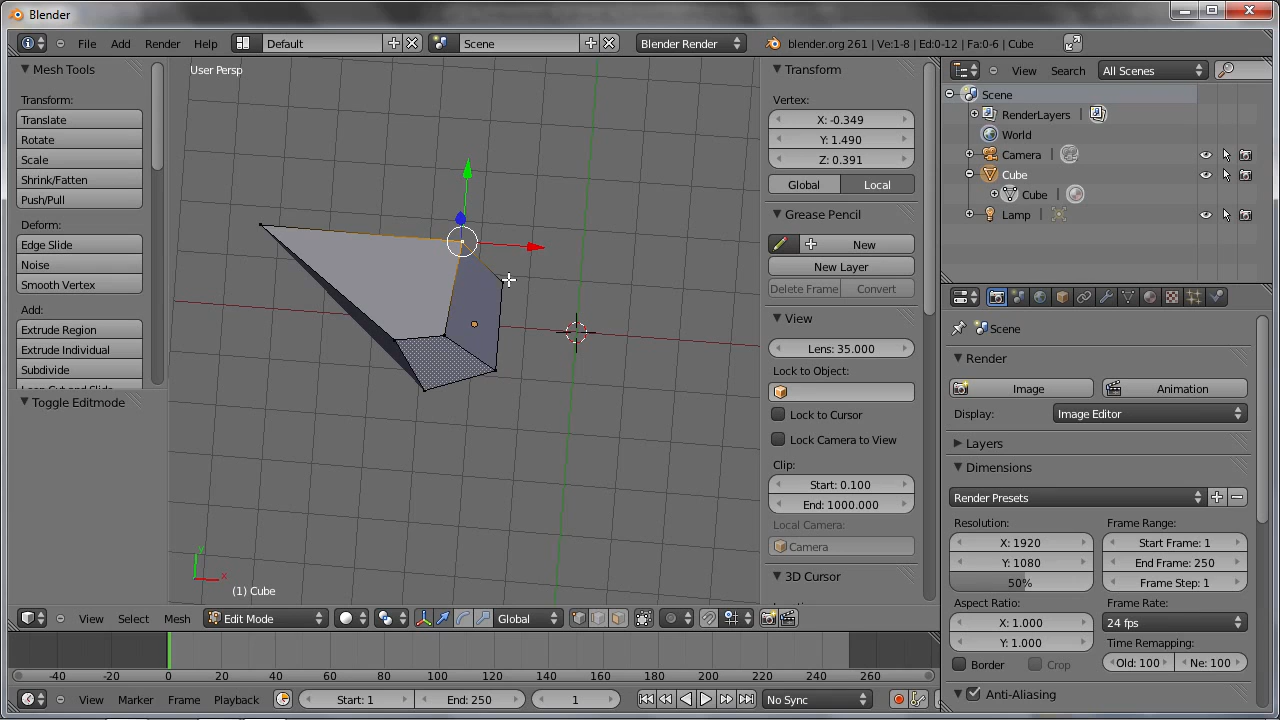 Blender
File Add Render Help Default Scene Blender Render blender.org 261 | Ve:1-8 | Ed:0-12 | Fa:0-6 | Cube
Mesh Tools
Transform:
Translate
Rotate
Scale
Shrink/Fatten
Push/Pull
Deform:
Edge Slide
Noise
Smooth Vertex
Add:
Extrude Region
Extrude Individual
Subdivide
Toggle Editmode
User Persp
y
x
(1) Cube
Transform
Vertex:
X: -0.349
Y: 1.490
Z: 0.391
Global Local
Grease Pencil
New
New Layer
Delete Frame Convert
View
Lens: 35.000
Lock to Object:
Lock to Cursor
Lock Camera to View
Clip:
Start: 0.100
End: 1000.000
Local Camera:
Camera
3D Cursor
View Search All Scenes
Scene
RenderLayers |
World
Camera |
Cube
Cube |
Lamp |
Scene
Render
Image Animation
Display: Image Editor
Layers
Dimensions
Render Presets
Resolution: Frame Range:
X: 1920 Start Frame: 1
Y: 1080 End Frame: 250
50% Frame Step: 1
Aspect Ratio: Frame Rate:
X: 1.000 24 fps
Y: 1.000 Time Remapping:
Border Crop Old: 100 Ne: 100
Anti-Aliasing
View Select Mesh Edit Mode Global
-40 -20 0 20 40 60 80 100 120 140 160 180 200 220 240 260
View Marker Frame Playback Start: 1 End: 250 1 No Sync